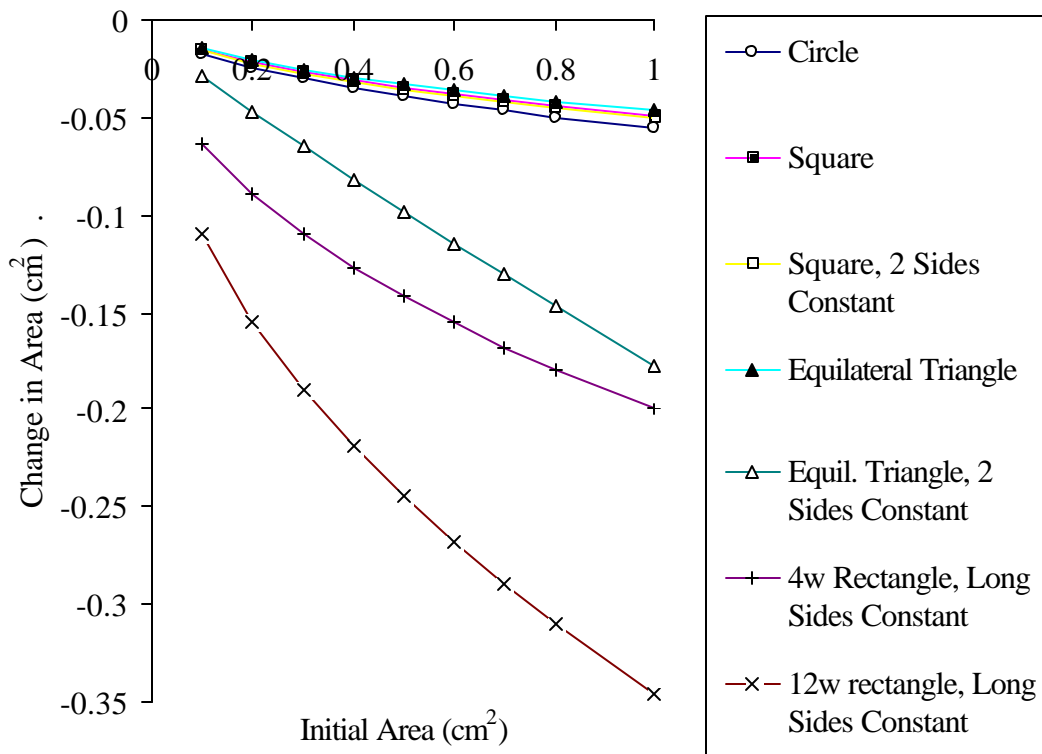 0
-0.05
-0.1
-0.15
-0.2
-0.25
-0.3
-0.35
0 0.2 0.4 0.6 0.8 1
Change in Area (cm²) .
Initial Area (cm²)
Circle
Square
Square, 2 Sides
Constant
Equilateral Triangle
Equil. Triangle, 2
Sides Constant
4w Rectangle, Long
Sides Constant
12w rectangle, Long
Sides Constant